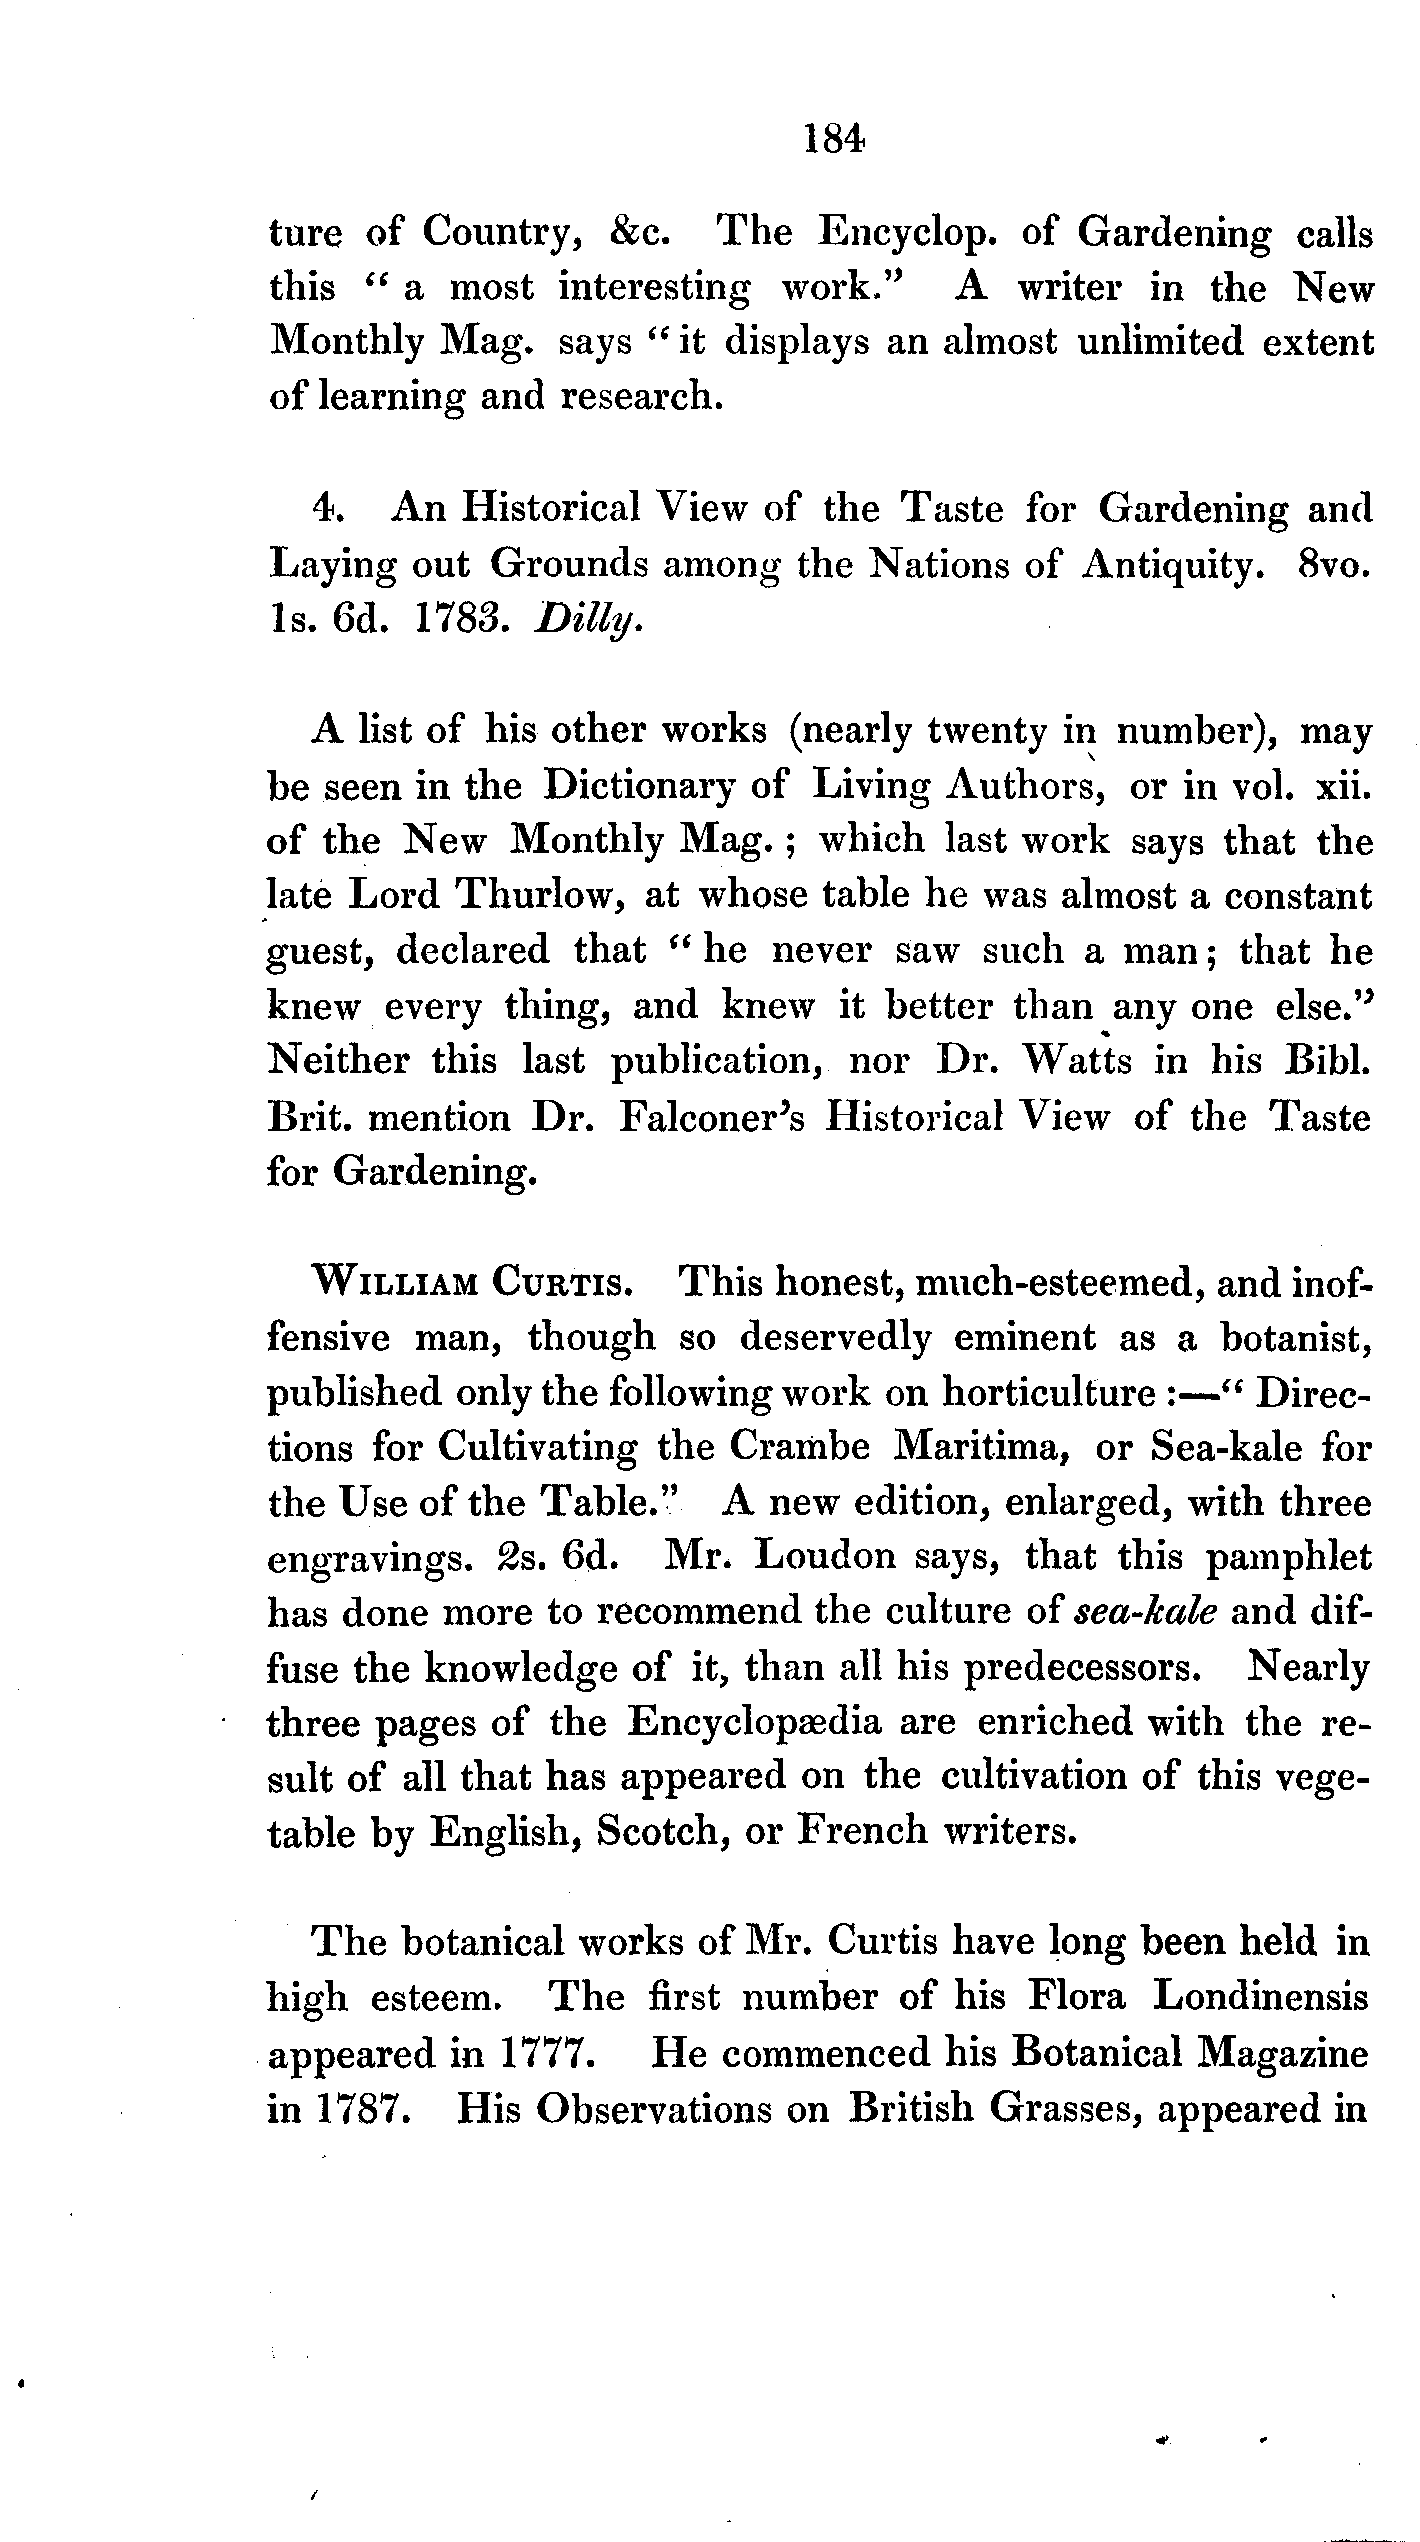 184
ture of Country, &c. The Encyclop. of Gardening calls
this “ a most interesting work.” A writer in the New
Monthly Mag. says “ it displays an almost unlimited extent
of learning and research.
4. An Historical View of the Taste for Gardening and
Laying out Grounds among the Nations of Antiquity. 8vo.
1s. 6d. 1783. Dilly.
A list of his other works (nearly twenty in number), may
be seen in the Dictionary of Living Authors, or in vol. xii.
of the New Monthly Mag. ; which last work says that the
late Lord Thurlow, at whose table he was almost a constant
guest, declared that “ he never saw such a man; that he
knew every thing, and knew it better than any one else.”
Neither this last publication, nor Dr. Watts in his Bibl.
Brit. mention Dr. Falconer’s Historical View of the Taste
for Gardening.
WILLIAM CURTIS. This honest, much-esteemed, and inof-
fensive man, though so deservedly eminent as a botanist,
published only the following work on horticulture :—“ Direc-
tions for Cultivating the Crambe Maritima, or Sea-kale for
the Use of the Table.” A new edition, enlarged, with three
engravings. 2s. 6d. Mr. Loudon says, that this pamphlet
has done more to recommend the culture of sea-kale and dif-
fuse the knowledge of it, than all his predecessors. Nearly
three pages of the Encyclopædia are enriched with the re-
sult of all that has appeared on the cultivation of this vege-
table by English, Scotch, or French writers.
The botanical works of Mr. Curtis have long been held in
high esteem. The first number of his Flora Londinensis
appeared in 1777. He commenced his Botanical Magazine
in 1787. His Observations on British Grasses, appeared in